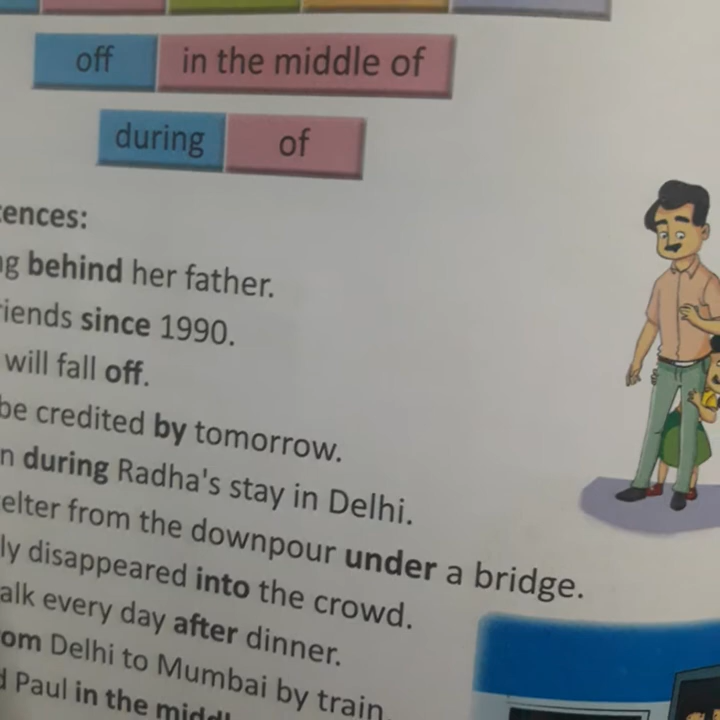 off in the middle of
during of
ences:
g behind her father.
riends since 1990.
will fall off.
be credited by tomorrow.
n during Radha's stay in Delhi.
elter from the downpour under a bridge.
ly disappeared into the crowd.
alk every day after dinner.
om Delhi to Mumbai by train.
d Paul in the middl